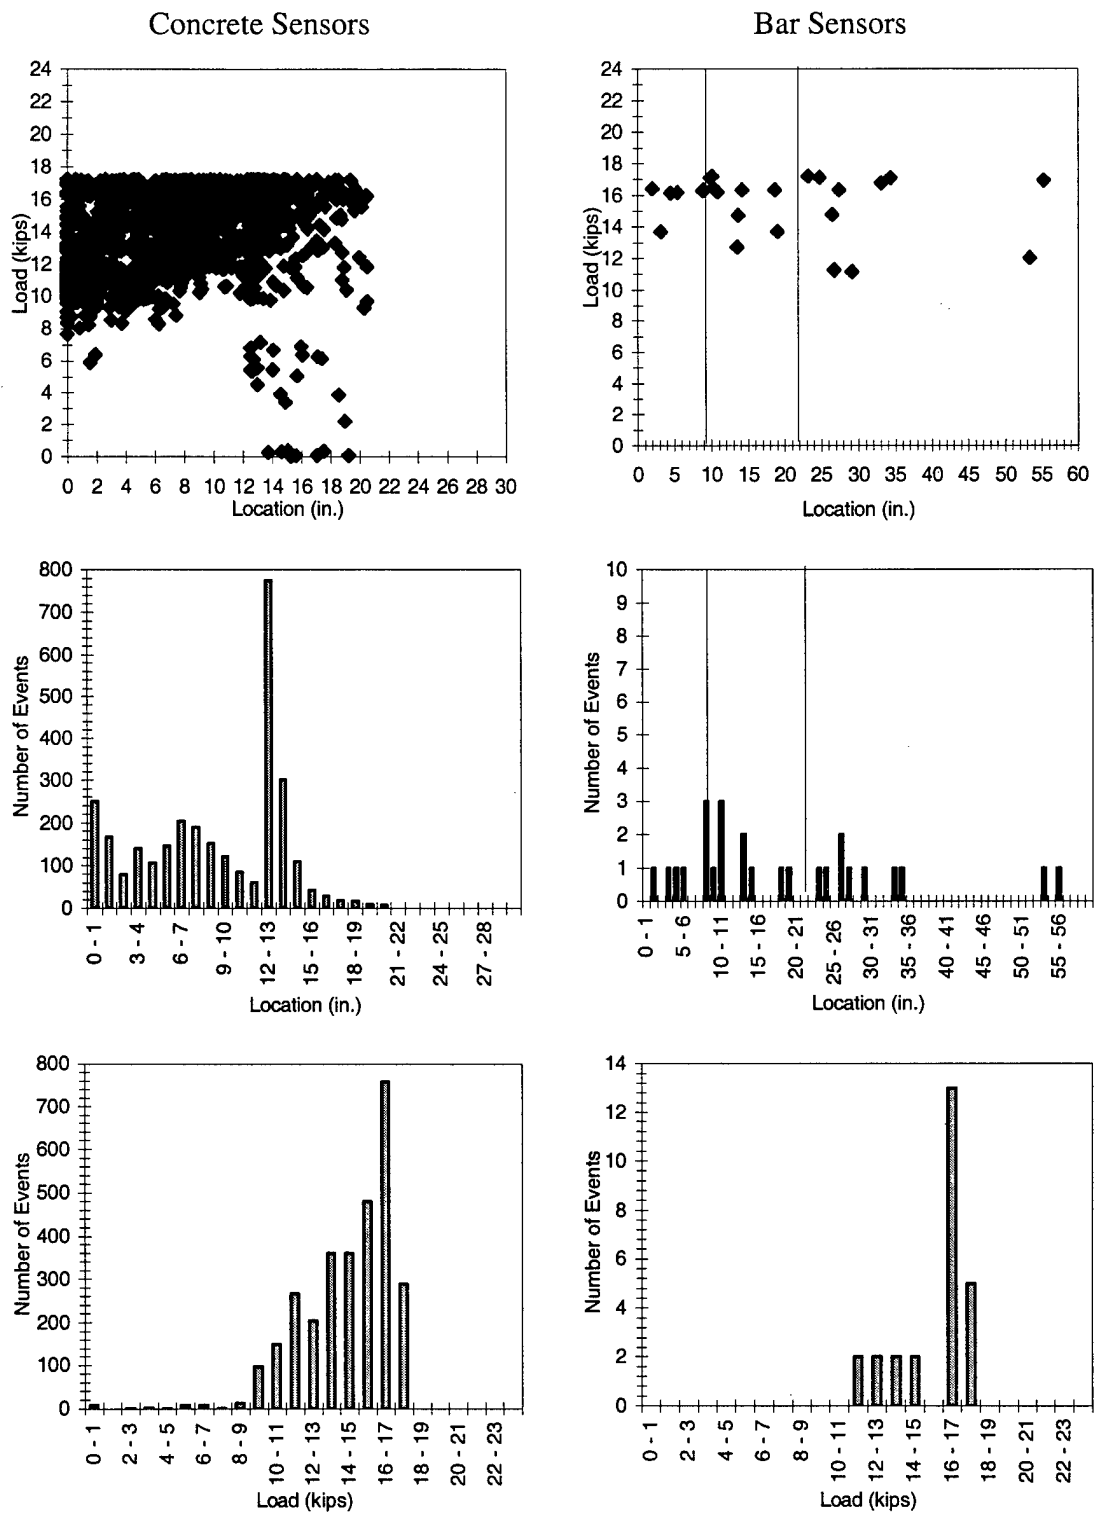 Concrete Sensors
Bar Sensors
24
22
20
18
16
14
12
10
8
6
4
2
0
Load (kips)
0 2 4 6 8 10 12 14 16 18 20 22 24 26 28 30
Location (in.)
24
22
20
18
16
14
12
10
8
6
4
2
0
Load (kips)
0 5 10 15 20 25 30 35 40 45 50 55 60
Location (in.)
800
700
600
500
400
300
200
100
0
Number of Events
0 - 1
3 - 4
6 - 7
9 - 10
12 - 13
15 - 16
18 - 19
21 - 22
24 - 25
27 - 28
Location (in.)
10
9
8
7
6
5
4
3
2
1
0
Number of Events
0 - 1
5 - 6
10 - 11
15 - 16
20 - 21
25 - 26
30 - 31
35 - 36
40 - 41
45 - 46
50 - 51
55 - 56
Location (in.)
800
700
600
500
400
300
200
100
0
Number of Events
0 - 1
2 - 3
4 - 5
6 - 7
8 - 9
10 - 11
12 - 13
14 - 15
16 - 17
18 - 19
20 - 21
22 - 23
Load (kips)
14
12
10
8
6
4
2
0
Number of Events
0 - 1
2 - 3
4 - 5
6 - 7
8 - 9
10 - 11
12 - 13
14 - 15
16 - 17
18 - 19
20 - 21
22 - 23
Load (kips)